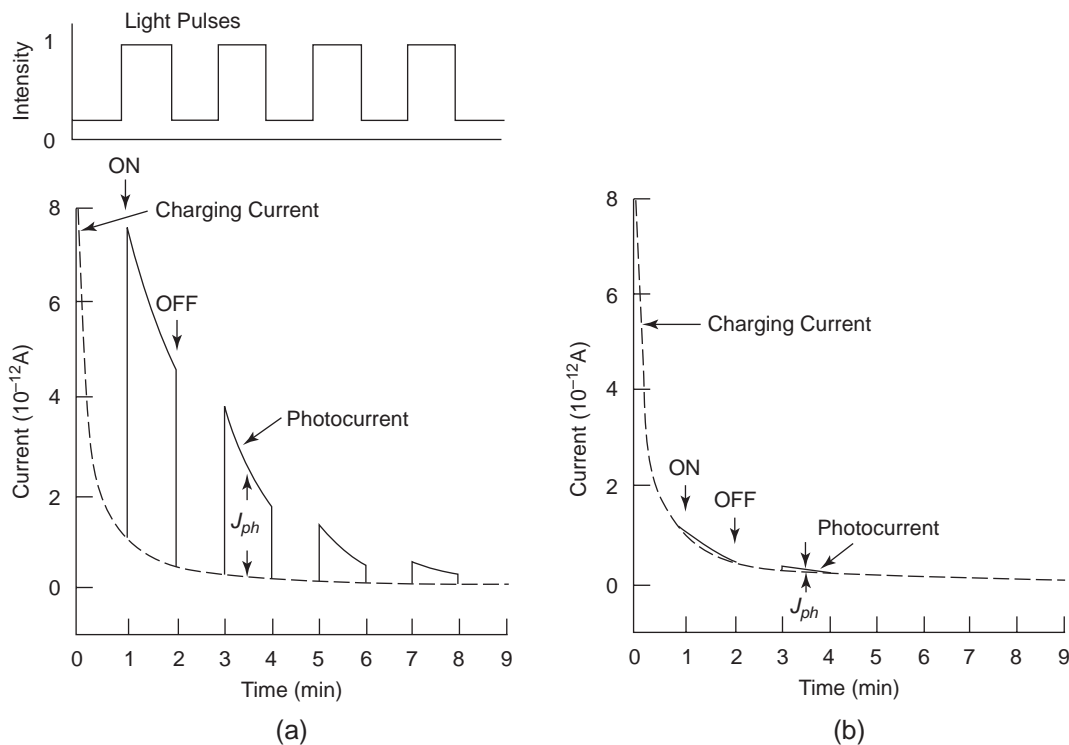 Light Pulses
1
Intensity
0
ON
8
Charging Current
6
OFF
4
Photocurrent
Current (10⁻¹²A)
2
J_ph
0
0 1 2 3 4 5 6 7 8 9
Time (min)
(a)
8
6
Charging Current
4
Current (10⁻¹²A)
ON
2
OFF
Photocurrent
0
J_ph
0 1 2 3 4 5 6 7 8 9
Time (min)
(b)